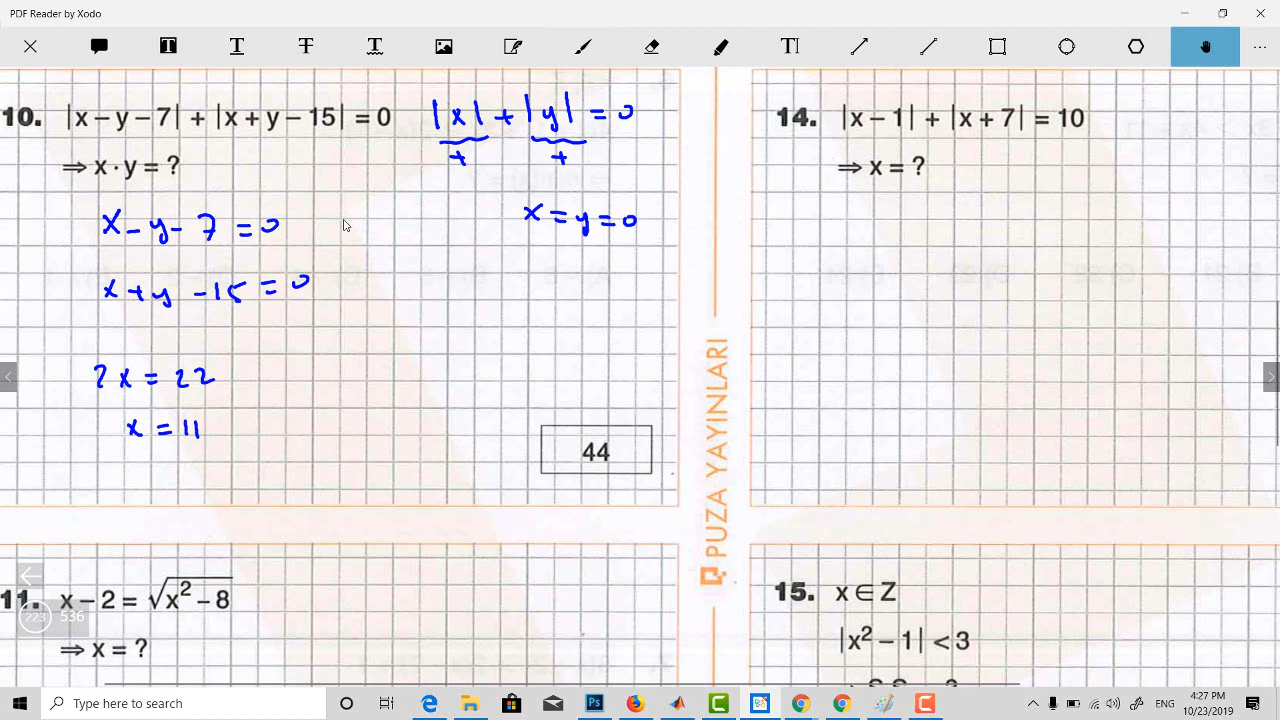 PDF Reader by Xodo
10. |x – y – 7| + |x + y – 15| = 0
⇒ x · y = ?
|x| + |y| = 0
+ +
x = y = 0
x – y – 7 = 0
x + y – 15 = 0
2x = 22
x = 11
44
11. x – 2 = √(x² – 8)
⇒ x = ?
223 536
PUZA YAYINLARI
14. |x – 1| + |x + 7| = 10
⇒ x = ?
15. x ∈ Z
|x² – 1| < 3
Type here to search
4:27 PM
10/23/2019